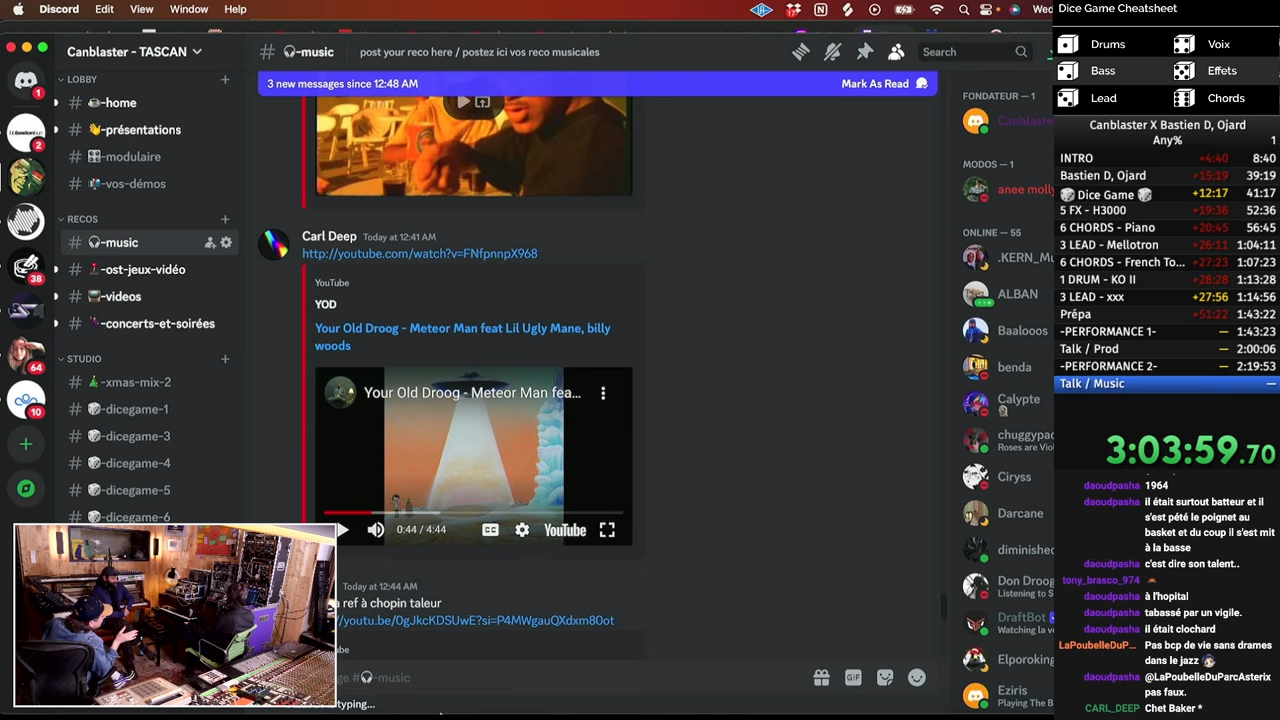 Discord Edit View Window Help
Wed
Canblaster - TASCAN
LOBBY
-home
-présentations
-modulaire
-vos-démos
RECOS
-music
-ost-jeux-vidéo
-videos
-concerts-et-soirées
STUDIO
-xmas-mix-2
-dicegame-1
-dicegame-3
-dicegame-4
-dicegame-5
-dicegame-6
1
2
38
64
10
# -music post your reco here / postez ici vos reco musicales
Search
3 new messages since 12:48 AM
Mark As Read
Carl Deep Today at 12:41 AM
http://youtube.com/watch?v=FNfpnnpX968
YouTube
YOD
Your Old Droog - Meteor Man feat Lil Ugly Mane, billy
woods
Your Old Droog - Meteor Man fea...
0:44 / 4:44
CC
YouTube
Today at 12:44 AM
ref à chopin taleur
/youtu.be/0gJkcKDSUwE?si=P4MWgauQXdxm80ot
-music
GIF
typing...
FONDATEUR — 1
Canblaster
MODOS — 1
anee molly
ONLINE — 55
.KERN_Mu
ALBAN
Baalooos
benda
Calypte
chuggypac
Roses are Viol
Ciryss
Darcane
diminished
Don Droog
Listening to S
DraftBot
Watching la v
Elporoking
Eziris
Playing The B
Dice Game Cheatsheet
Drums Voix
Bass Effets
Lead Chords
Canblaster X Bastien D, Ojard
Any% 1
INTRO +4:40 8:40
Bastien D, Ojard +15:19 39:19
Dice Game +12:17 41:17
5 FX - H3000 +19:36 52:36
6 CHORDS - Piano +20:45 56:45
3 LEAD - Mellotron +26:11 1:04:11
6 CHORDS - French To... +27:23 1:07:23
1 DRUM - KO II +28:28 1:13:28
3 LEAD - xxx +27:56 1:14:56
Prépa +51:22 1:43:22
-PERFORMANCE 1- — 1:43:23
Talk / Prod — 2:00:06
-PERFORMANCE 2- — 2:19:53
Talk / Music —
3:03:59.70
daoudpasha 1964
daoudpasha il était surtout batteur et il
s'est pété le poignet au
basket et du coup il s'est mit
à la basse
daoudpasha c'est dire son talent..
tony_brasco_974
daoudpasha à l'hopital
daoudpasha tabassé par un vigile.
daoudpasha il était clochard
LaPoubelleDuP... Pas bcp de vie sans drames
dans le jazz
daoudpasha @LaPoubelleDuParcAsterix
pas faux.
CARL_DEEP Chet Baker *